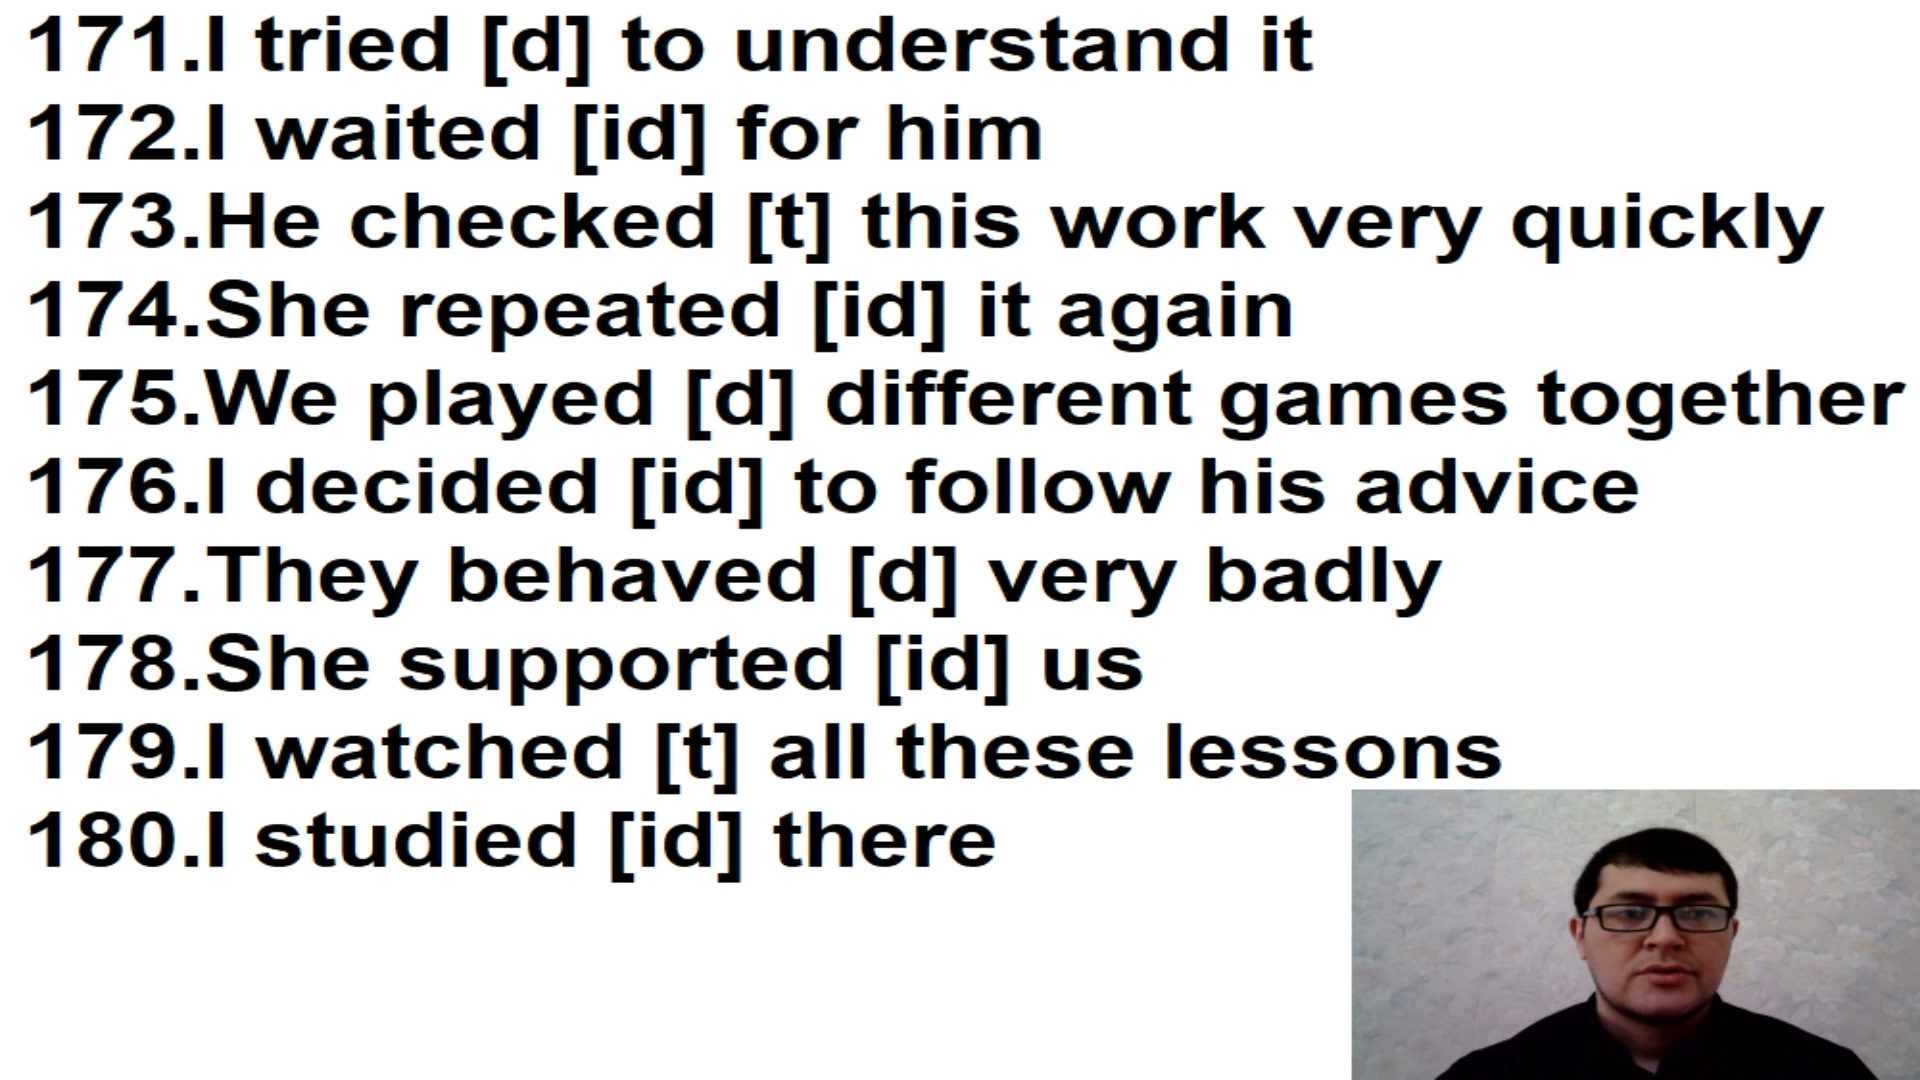 171.I tried [d] to understand it
172.I waited [id] for him
173.He checked [t] this work very quickly
174.She repeated [id] it again
175.We played [d] different games together
176.I decided [id] to follow his advice
177.They behaved [d] very badly
178.She supported [id] us
179.I watched [t] all these lessons
180.I studied [id] there